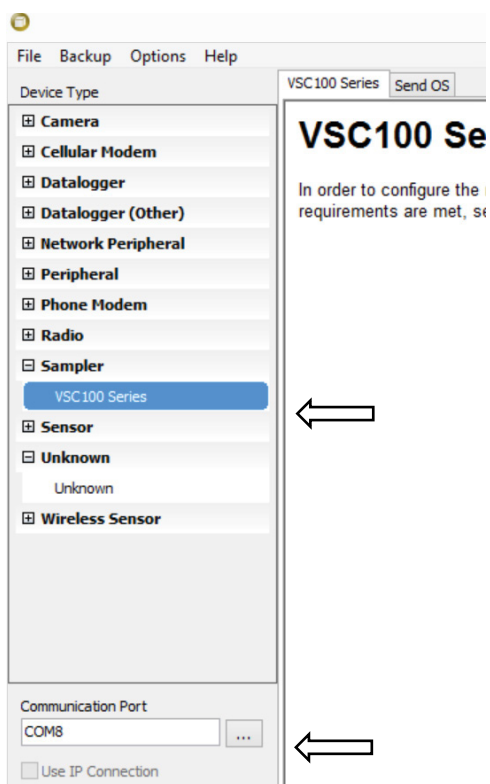 File Backup Options Help
Device Type
Camera
Cellular Modem
Datalogger
Datalogger (Other)
Network Peripheral
Peripheral
Phone Modem
Radio
Sampler
VSC100 Series
Sensor
Unknown
Unknown
Wireless Sensor
Communication Port
COM8
...
Use IP Connection
VSC100 Series Send OS
VSC100 Se
In order to configure the
requirements are met, se